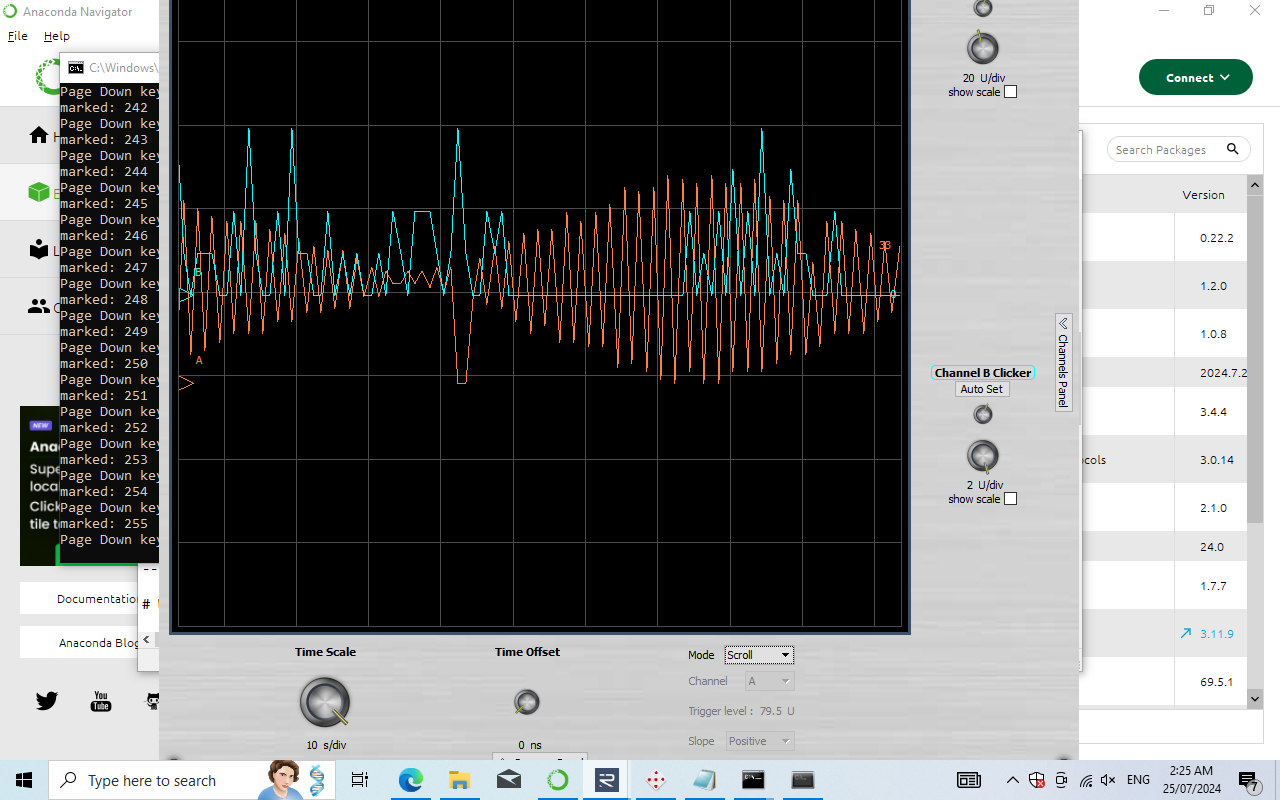 Anaconda Navigator
File Help
C:\Windows\
Page Down key
marked: 242
Page Down key
marked: 243
Page Down key
marked: 244
Page Down key
marked: 245
Page Down key
marked: 246
Page Down key
marked: 247
Page Down key
marked: 248
Page Down key
marked: 249
Page Down key
marked: 250
Page Down key
marked: 251
Page Down key
marked: 252
Page Down key
marked: 253
Page Down key
marked: 254
Page Down key
marked: 255
Page Down key
NEW
Documentation
Anaconda Blog
You
Tube
#
B
A
33
0
20 U/div
show scale
Channel B Clicker
Auto Set
2 U/div
show scale
Channels Panel
Time Scale
10 s/div
Time Offset
0 ns
Mode Scroll
Channel A
Trigger level : 79.5 U
Slope Positive
Connect
Search Packages
Version
0.22.2
1.2.0
1.0.8
2024.7.2
3.4.4
ocols 3.0.14
2.1.0
24.0
1.7.7
3.11.9
69.5.1
Type here to search
ENG
2:25 AM
25/07/2024
7